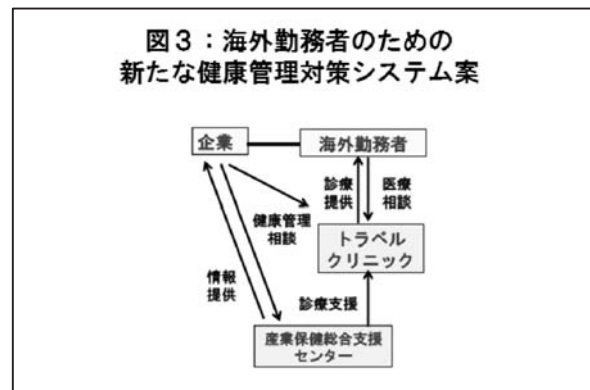 図３：海外勤務者のための
新たな健康管理対策システム案
企業
海外勤務者
診療
提供
医療
相談
健康管理
相談
トラベル
クリニック
情報
提供
診療支援
産業保健総合支援
センター